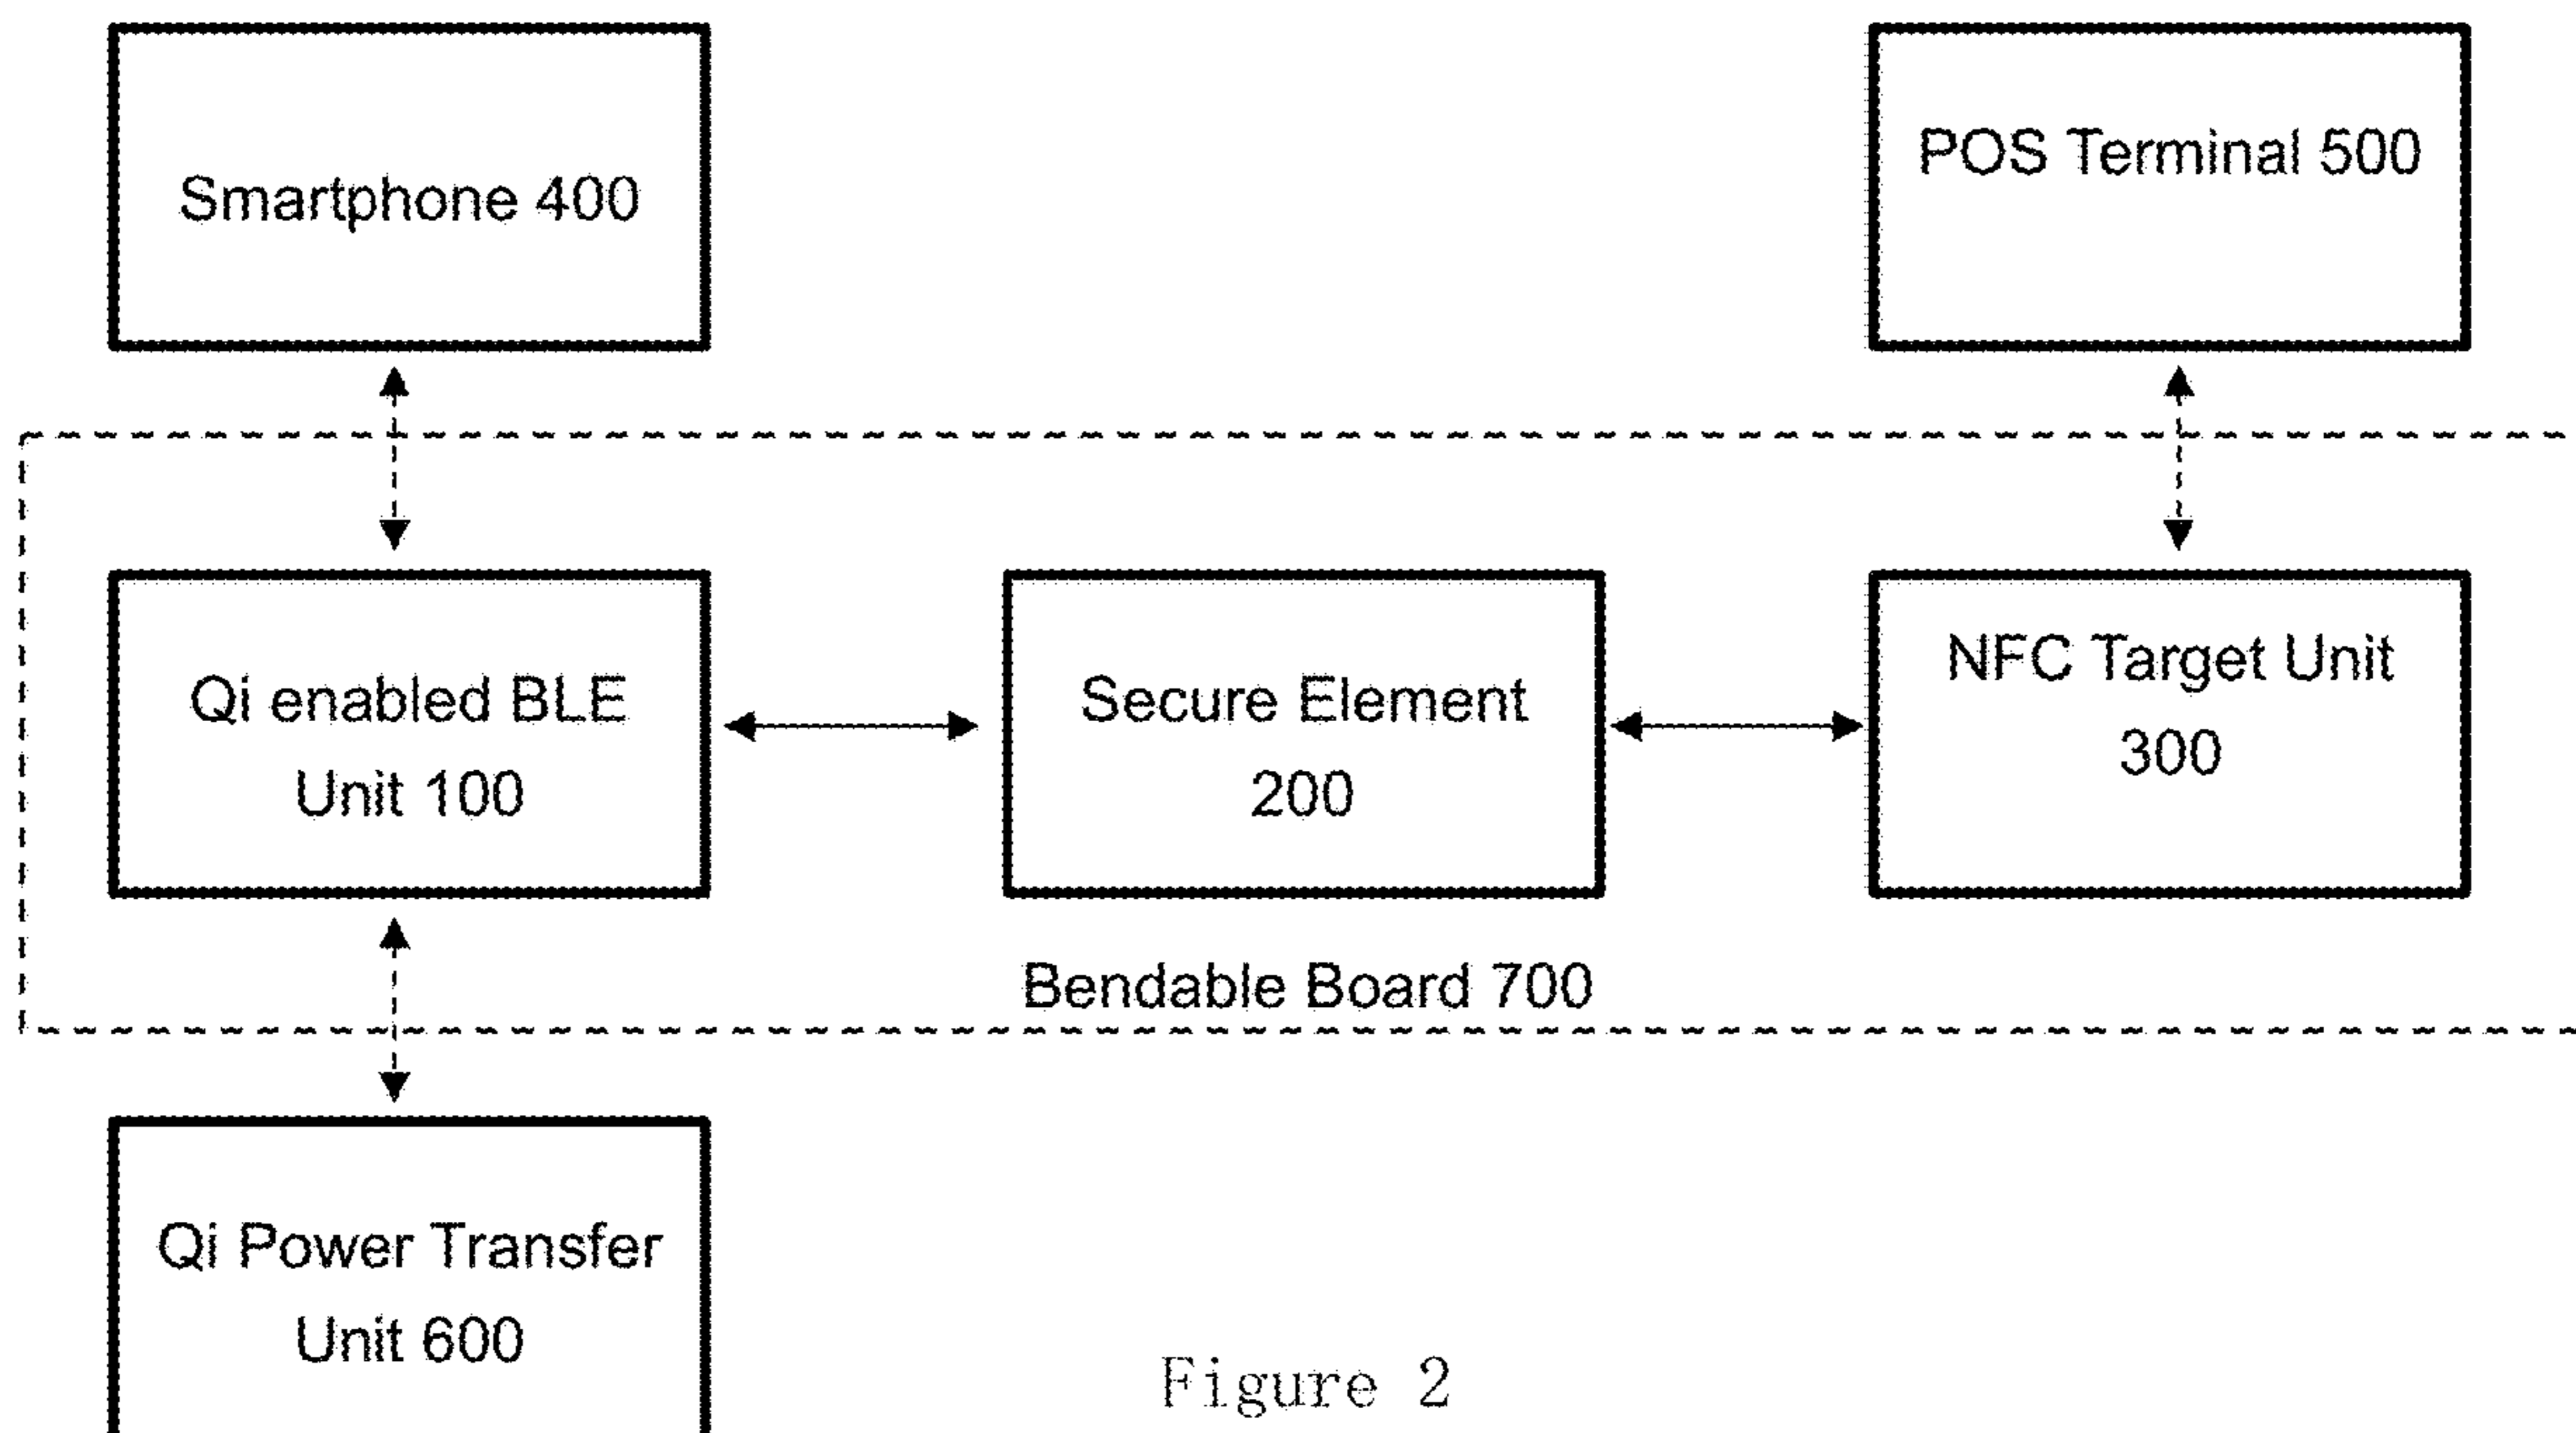 Smartphone 400
POS Terminal 500
Qi enabled BLE
Unit 100
Secure Element
200
NFC Target Unit
300
Bendable Board 700
Qi Power Transfer
Unit 600
Figure 2